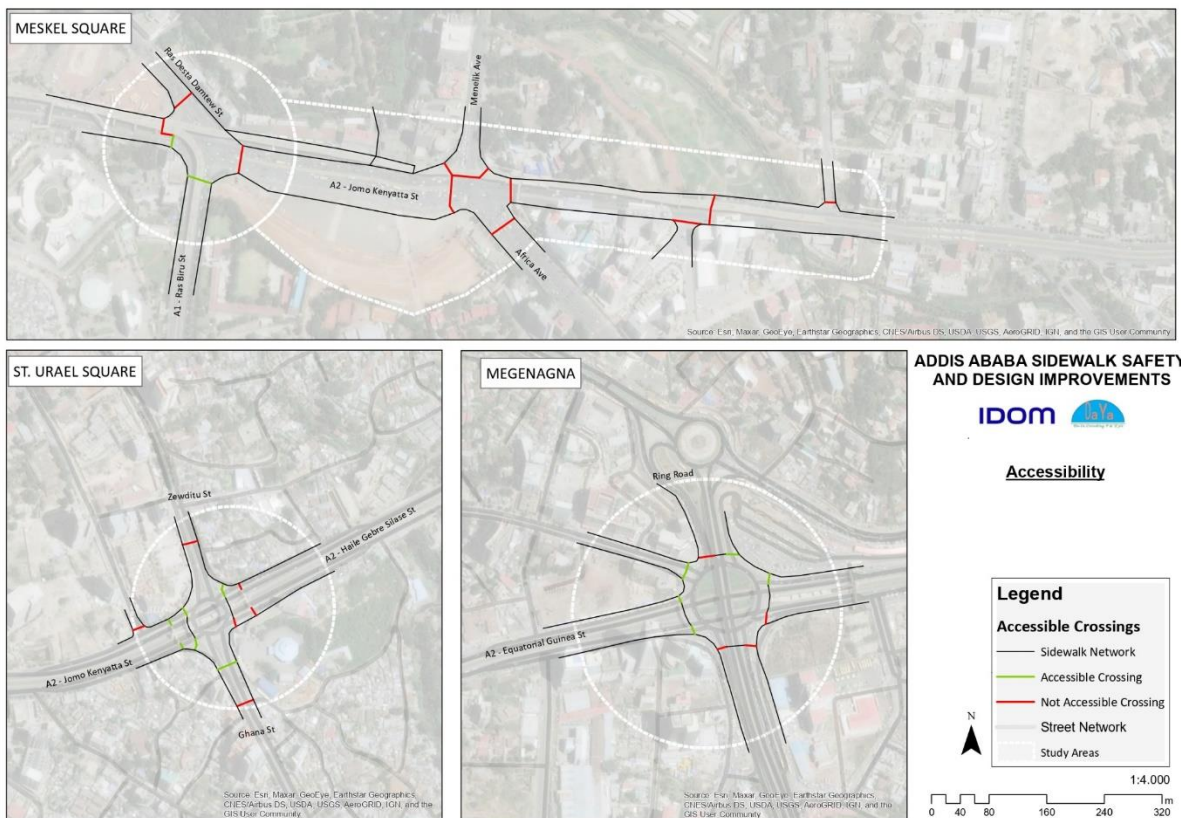 MESKEL SQUARE
Ras Desta Damtew St
Menelik Ave
A2 - Jomo Kenyatta St
Africa Ave
A1 - Ras Biru St
Source: Esri, Maxar, GeoEye, Earthstar Geographics, CNES/Airbus DS, USDA, USGS, AeroGRID, IGN, and the GIS User Community
ST. URAEL SQUARE
Zewditu St
A2 - Haile Gebre Silase St
A2 - Jomo Kenyatta St
Ghana St
Source: Esri, Maxar, GeoEye, Earthstar Geographics,
CNES/Airbus DS, USDA, USGS, AeroGRID, IGN, and the
GIS User Community
MEGENAGNA
Ring Road
A2 - Equatorial Guinea St
Source: Esri, Maxar, GeoEye, Earthstar Geographics,
CNES/Airbus DS, USDA, USGS, AeroGRID, IGN, and the
GIS User Community
ADDIS ABABA SIDEWALK SAFETY
AND DESIGN IMPROVEMENTS
IDOM DaYa
Accessibility
Legend
Accessible Crossings
Sidewalk Network
Accessible Crossing
Not Accessible Crossing
Street Network
Study Areas
N
1:4.000
0 40 80 160 240 320
m